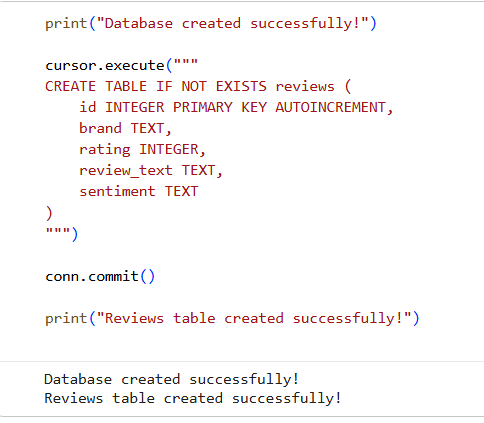 print("Database created successfully!")
cursor.execute("""
CREATE TABLE IF NOT EXISTS reviews (
    id INTEGER PRIMARY KEY AUTOINCREMENT,
    brand TEXT,
    rating INTEGER,
    review_text TEXT,
    sentiment TEXT
)
""")
conn.commit()
print("Reviews table created successfully!")
Database created successfully!
Reviews table created successfully!